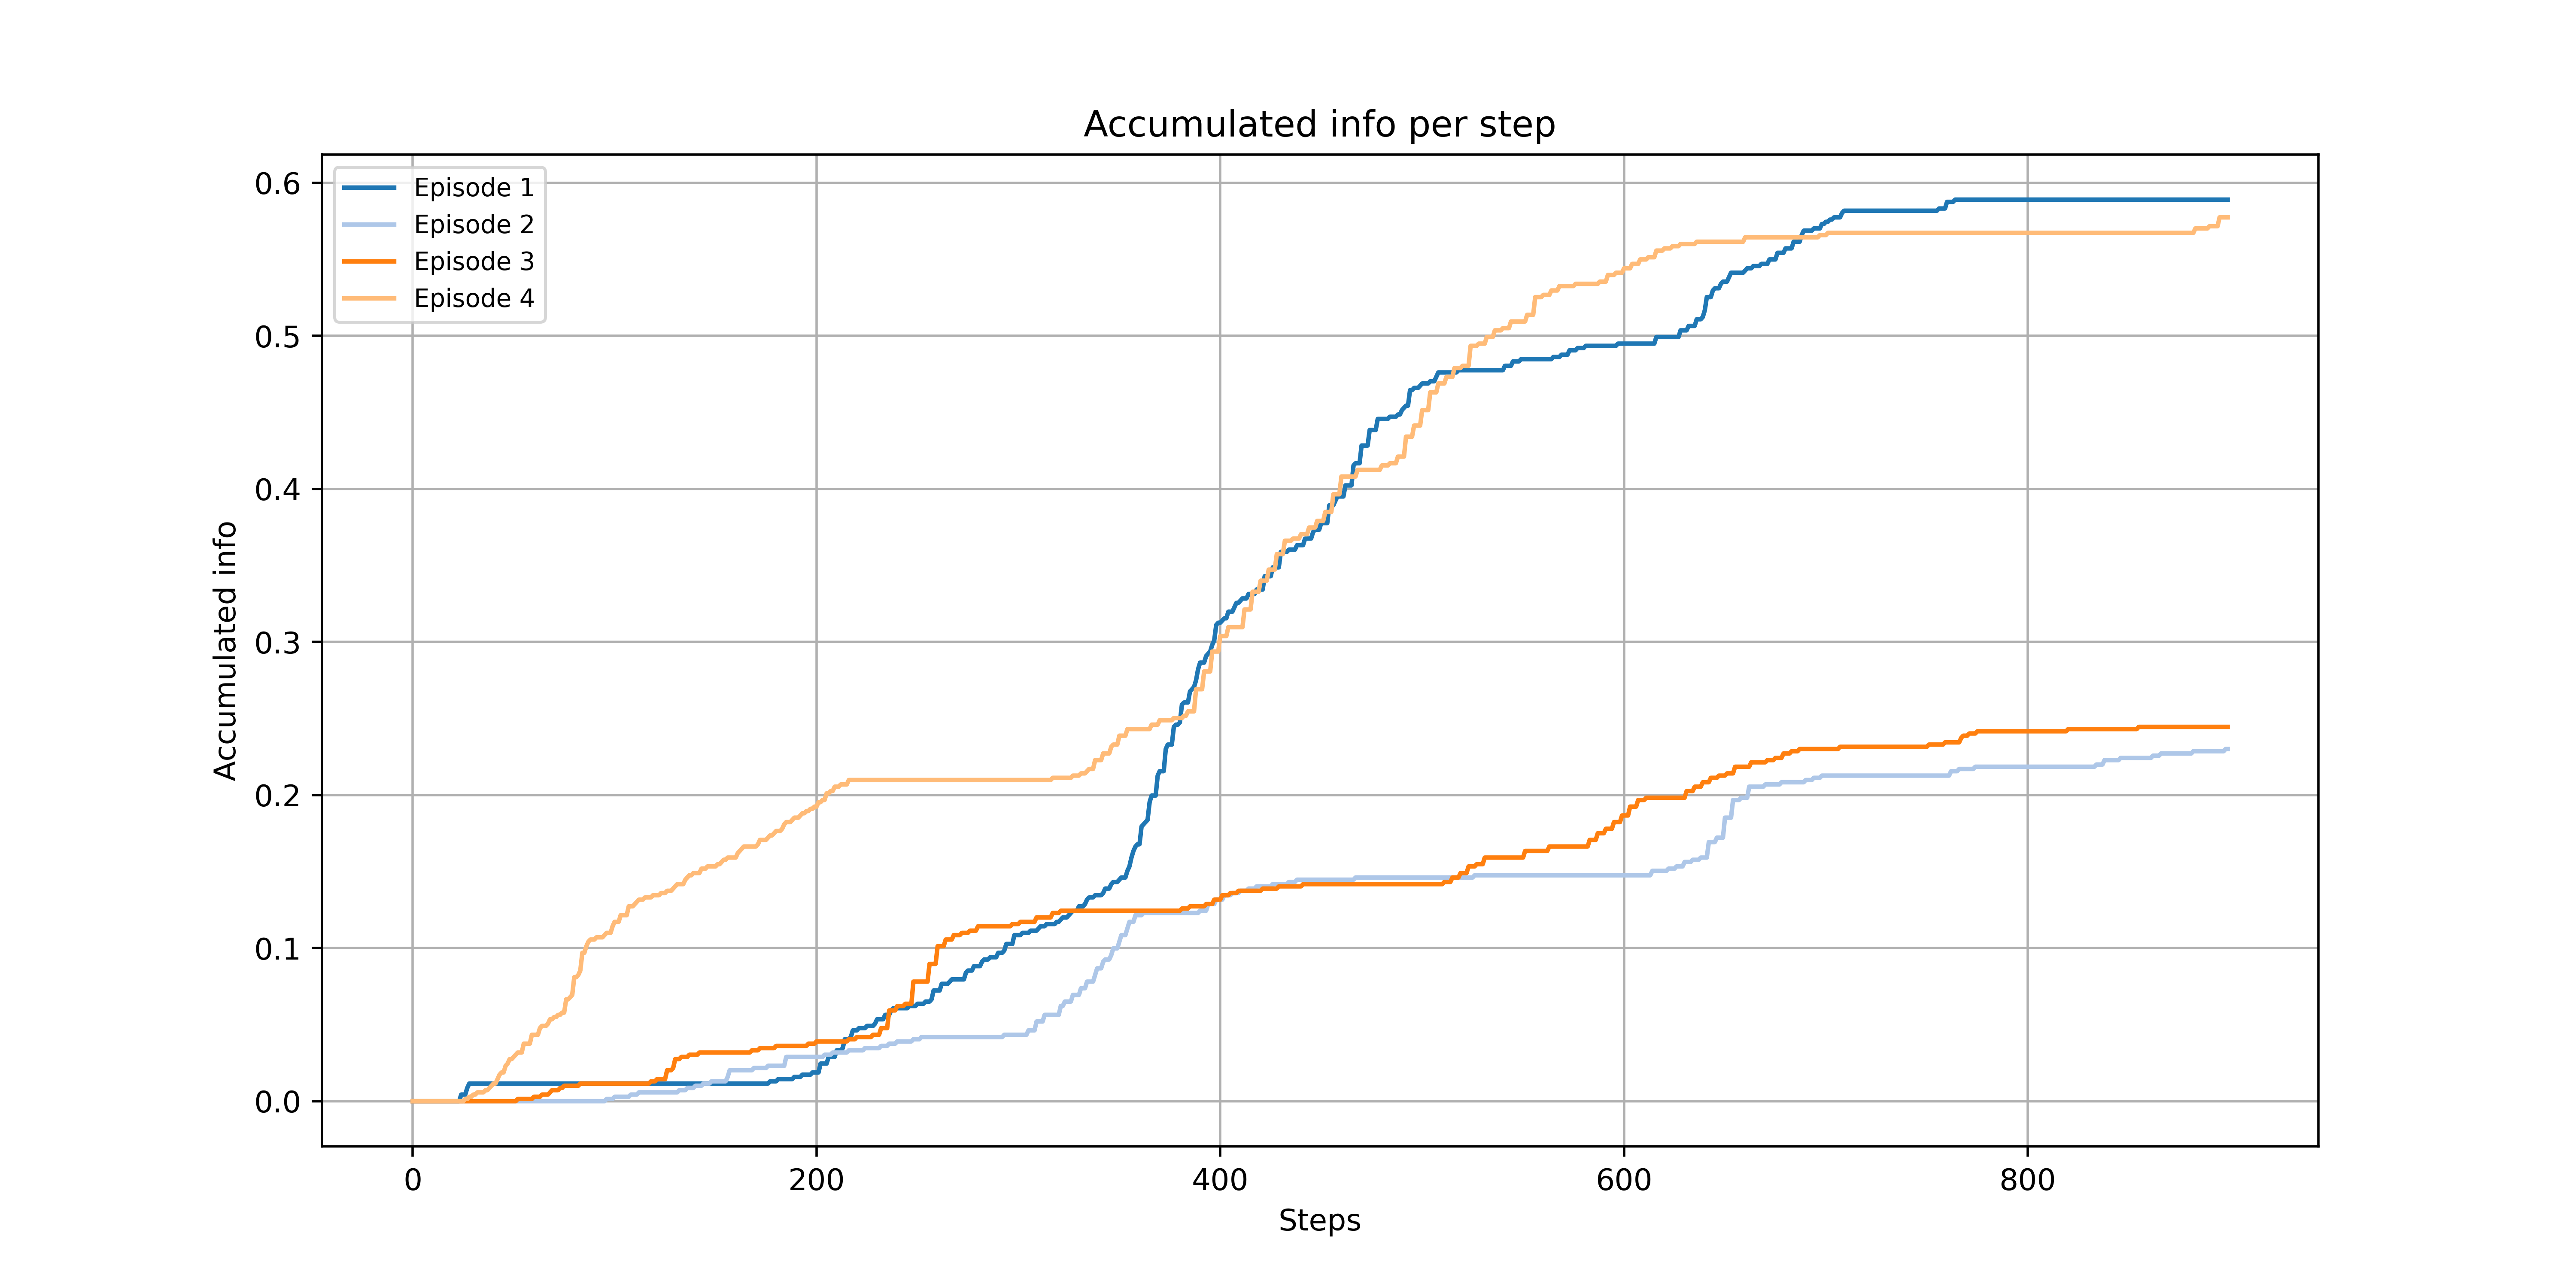 Accumulated info per step
Episode 1
Episode 2
Episode 3
Episode 4
0.6
0.5
0.4
0.3
0.2
0.1
0.0
Accumulated info
0 200 400 600 800
Steps